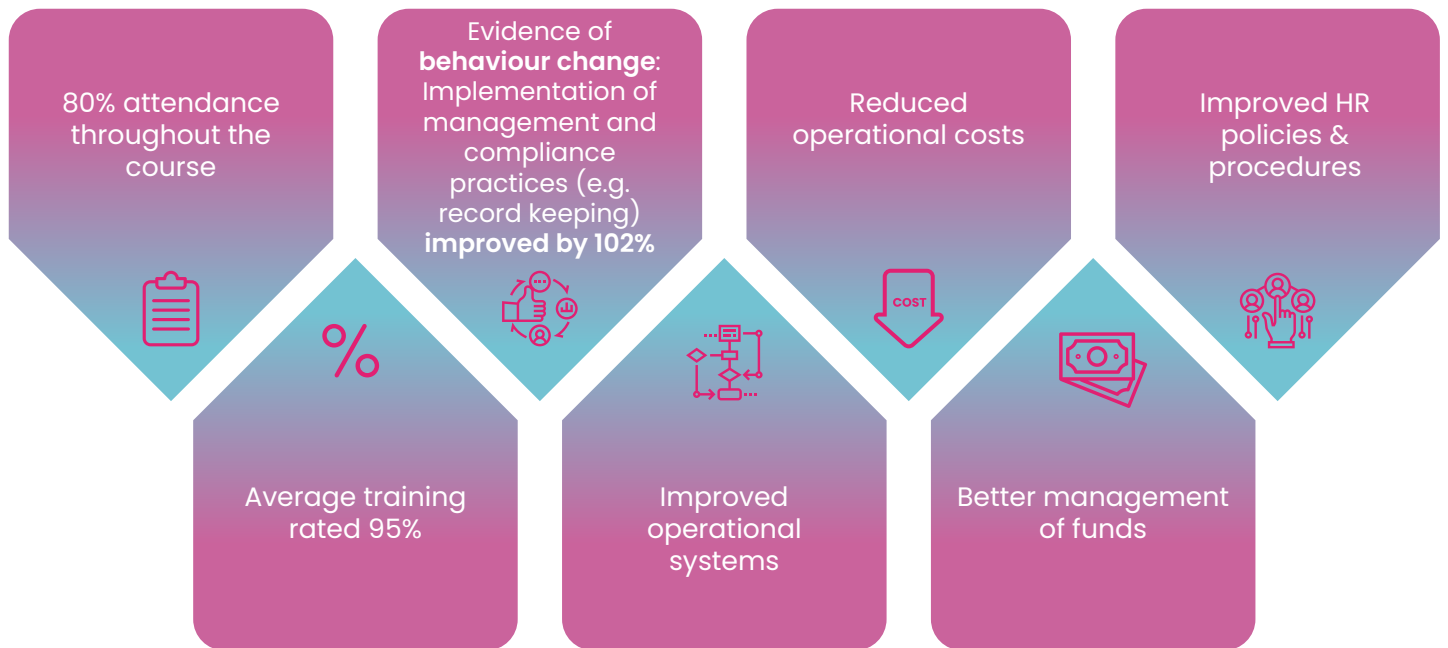 80% attendance
throughout the
course
Evidence of
behaviour change:
Implementation of
management and
compliance
practices (e.g.
record keeping)
improved by 102%
Reduced
operational costs
COST
Improved HR
policies &
procedures
%
Average training
rated 95%
Improved
operational
systems
Better management
of funds